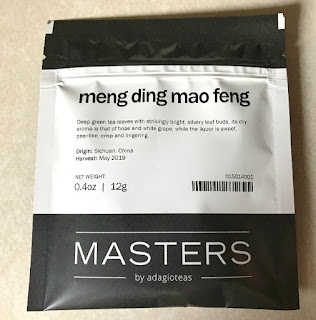 meng ding mao feng
Deep green tea leaves with strikingly bright, silvery leaf buds. Its dry
aroma is that of hops and white grape, while the liquor is sweet,
pear-like, crisp and lingering.
Origin: Sichuan, China
Harvest: May 2019
NET WEIGHT:
0.4oz | 12g
015014001
MASTERS
by adagioteas